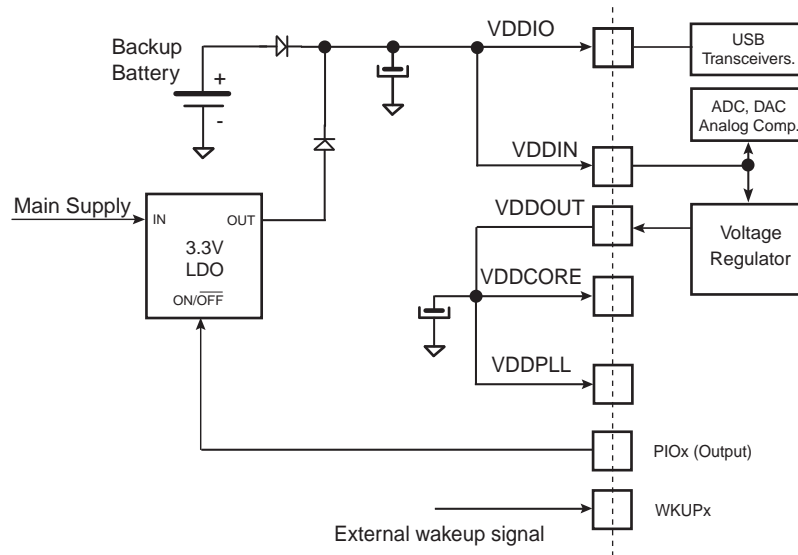 Backup
Battery
+
-
VDDIO
USB
Transceivers.
ADC, DAC
Analog Comp.
VDDIN
Main Supply
IN
OUT
3.3V
LDO
ON/OFF
VDDOUT
Voltage
Regulator
VDDCORE
VDDPLL
PIOx (Output)
WKUPx
External wakeup signal